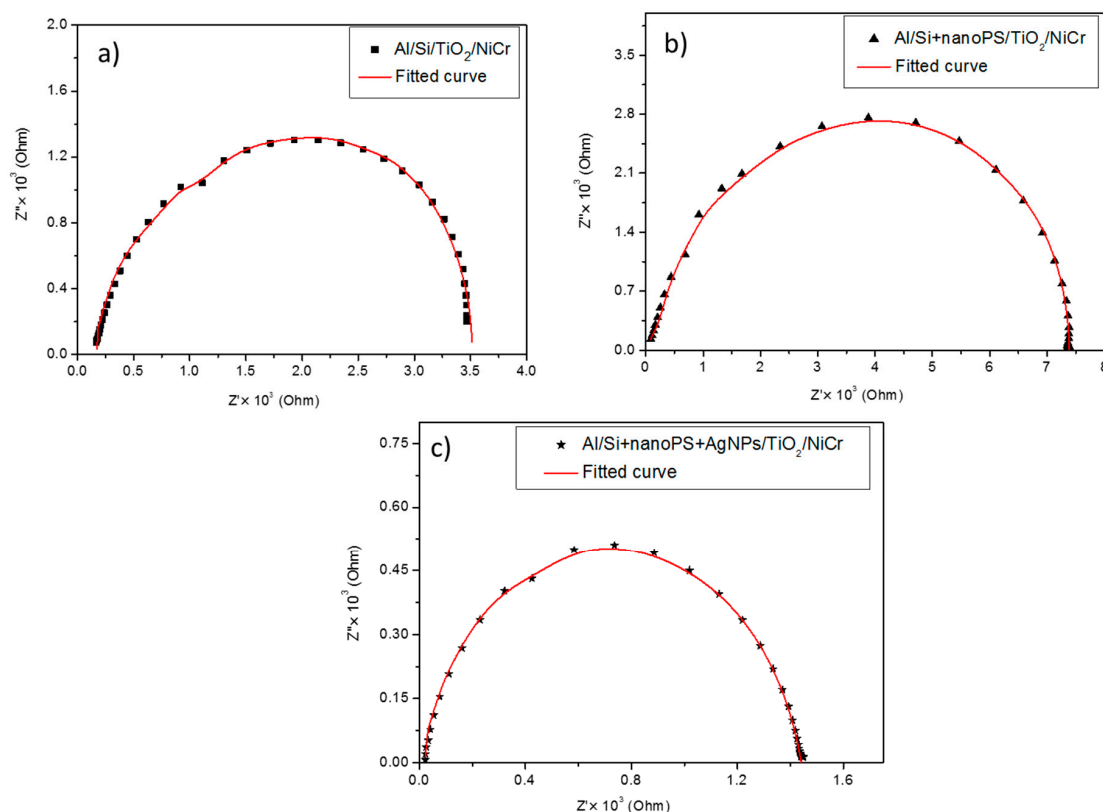 a)
Al/Si/TiO₂/NiCr
Fitted curve
2.0
1.6
1.2
0.8
0.4
0.0
Z''× 10³ (Ohm)
0.0 0.5 1.0 1.5 2.0 2.5 3.0 3.5 4.0
Z'× 10³ (Ohm)
b)
Al/Si+nanoPS/TiO₂/NiCr
Fitted curve
3.5
2.8
2.1
1.4
0.7
0.0
Z''× 10³ (Ohm)
0 1 2 3 4 5 6 7 8
Z'× 10³ (Ohm)
c)
Al/Si+nanoPS+AgNPs/TiO₂/NiCr
Fitted curve
0.75
0.60
0.45
0.30
0.15
0.00
Z''× 10³ (Ohm)
0.0 0.4 0.8 1.2 1.6
Z'× 10³ (Ohm)